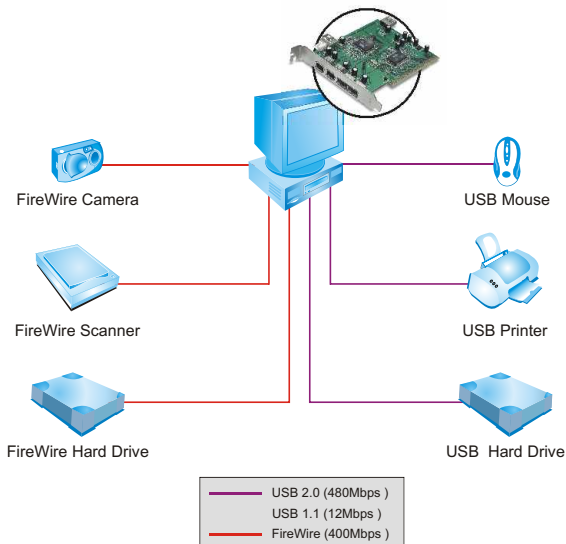 FireWire Camera
USB Mouse
FireWire Scanner
USB Printer
FireWire Hard Drive
USB Hard Drive
USB 2.0 (480Mbps )
USB 1.1 (12Mbps )
FireWire (400Mbps )